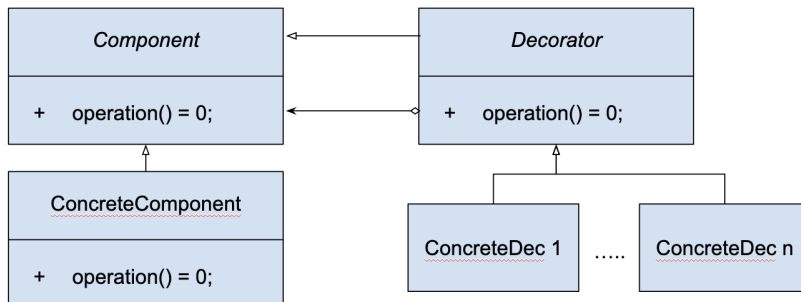 Component
Decorator
+ operation() = 0;
+ operation() = 0;
ConcreteComponent
+ operation() = 0;
ConcreteDec 1
.....
ConcreteDec n